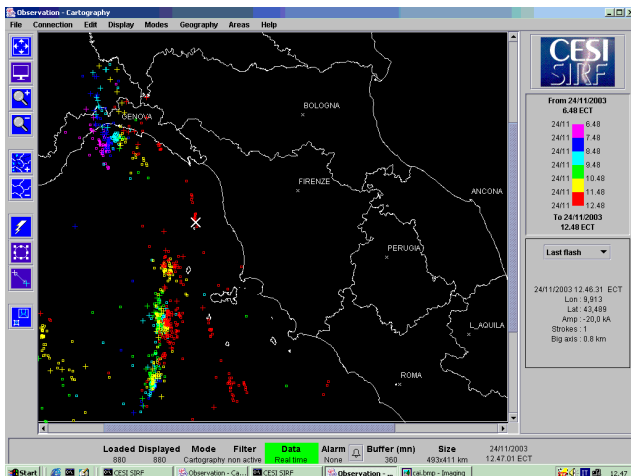 Observation - Cartography
File Connection Edit Display Modes Geography Areas Help
CESI
SIRF
From 24/11/2003
6.48 ECT
24/11 6.48
24/11 7.48
24/11 8.48
24/11 9.48
24/11 10.48
24/11 11.48
24/11 12.48
To 24/11/2003
12.48 ECT
Last flash
24/11/2003 12.46.31 ECT
Lon : 9,913
Lat : 43,489
Amp : -20,0 kA
Strokes : 1
Big axis : 0.8 km
GENOVA
BOLOGNA
FIRENZE
ANCONA
PERUGIA
L_AQUILA
ROMA
Loaded Displayed Mode Filter Data Alarm Buffer (mn) Size 24/11/2003
880 880 Cartography non active Real time None 360 493x411 km 12.47.01 ECT
Start CESI SIRF Observation - Ca... CESI SIRF Observation - ... cai.bmp - Imaging 12.47